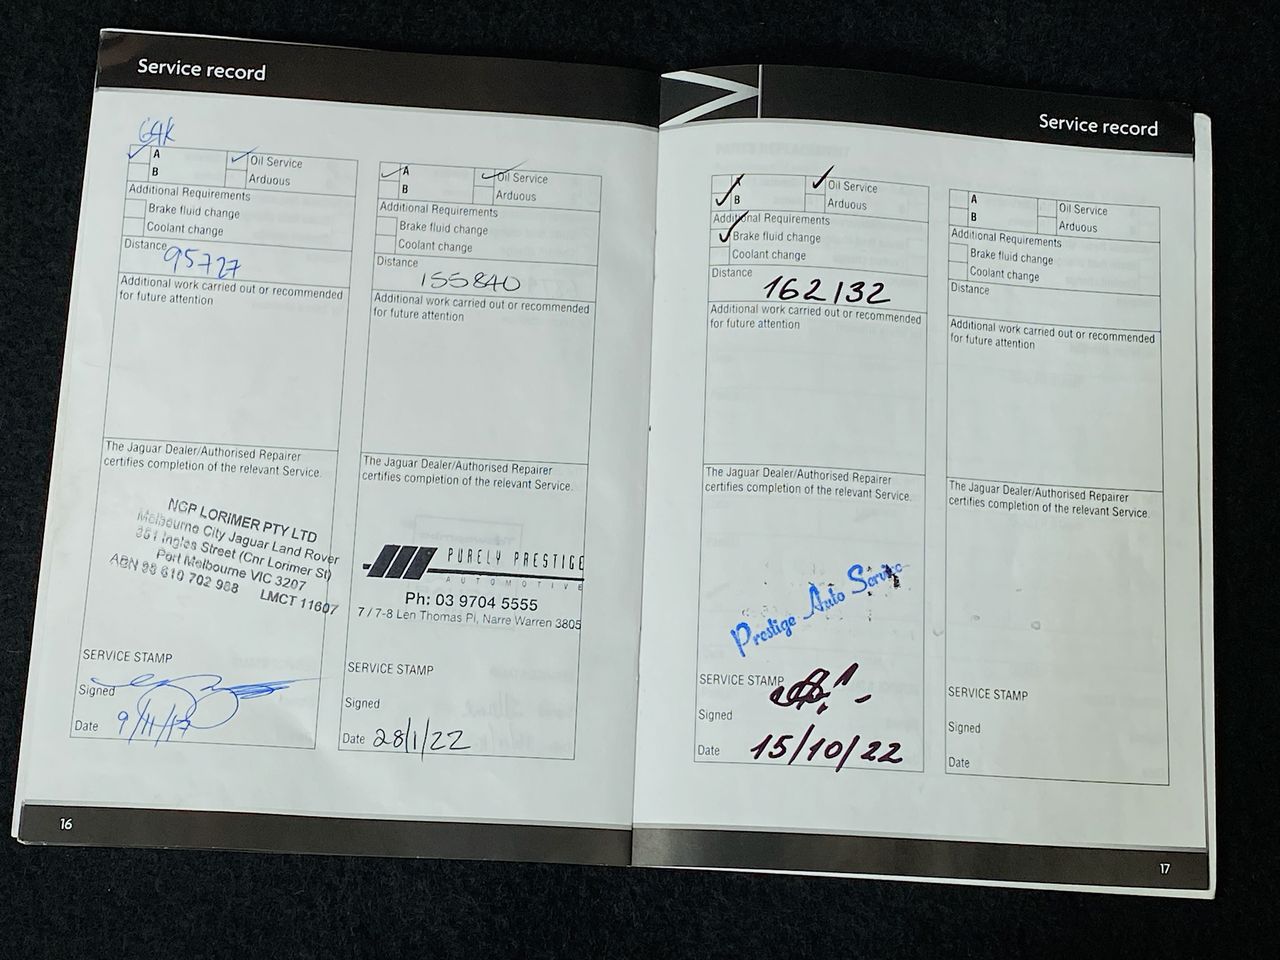 Service record
64K
A
Oil Service
B
Arduous
Additional Requirements
Brake fluid change
Coolant change
Distance
95727
Additional work carried out or recommended
for future attention
The Jaguar Dealer/Authorised Repairer
certifies completion of the relevant Service.
NGP LORIMER PTY LTD
Melbourne City Jaguar Land Rover
351 Ingles Street (Cnr Lorimer St)
Port Melbourne VIC 3207
ABN 98 610 702 988 LMCT 11607
SERVICE STAMP
Signed
Date 9/11/17
A
Oil Service
B
Arduous
Additional Requirements
Brake fluid change
Coolant change
Distance
155840
Additional work carried out or recommended
for future attention
The Jaguar Dealer/Authorised Repairer
certifies completion of the relevant Service.
PURELY PRESTIGE
AUTOMOTIVE
Ph: 03 9704 5555
7 / 7-8 Len Thomas Pl, Narre Warren 3805
SERVICE STAMP
Signed
Date 28/1/22
16
Service record
A
Oil Service
B
Arduous
Additional Requirements
Brake fluid change
Coolant change
Distance
162132
Additional work carried out or recommended
for future attention
The Jaguar Dealer/Authorised Repairer
certifies completion of the relevant Service.
Prestige Auto Service
SERVICE STAMP
Signed
Date 15/10/22
A
Oil Service
B
Arduous
Additional Requirements
Brake fluid change
Coolant change
Distance
Additional work carried out or recommended
for future attention
The Jaguar Dealer/Authorised Repairer
certifies completion of the relevant Service.
SERVICE STAMP
Signed
Date
17